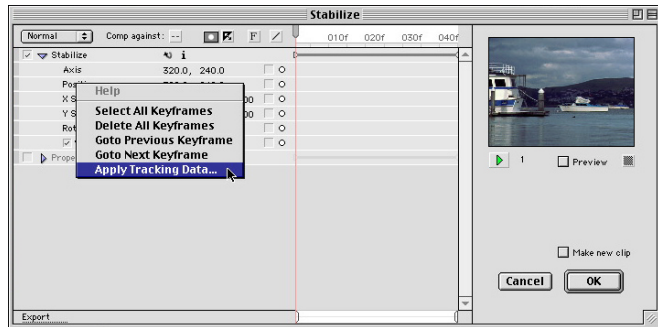 Stabilize
Normal Comp against: -- F 010f 020f 030f 040f
Stabilize i
Axis 320.0, 240.0
Help
Select All Keyframes
Delete All Keyframes
Goto Previous Keyframe
Goto Next Keyframe
Apply Tracking Data...
1 Preview
Make new clip
Cancel OK
Export